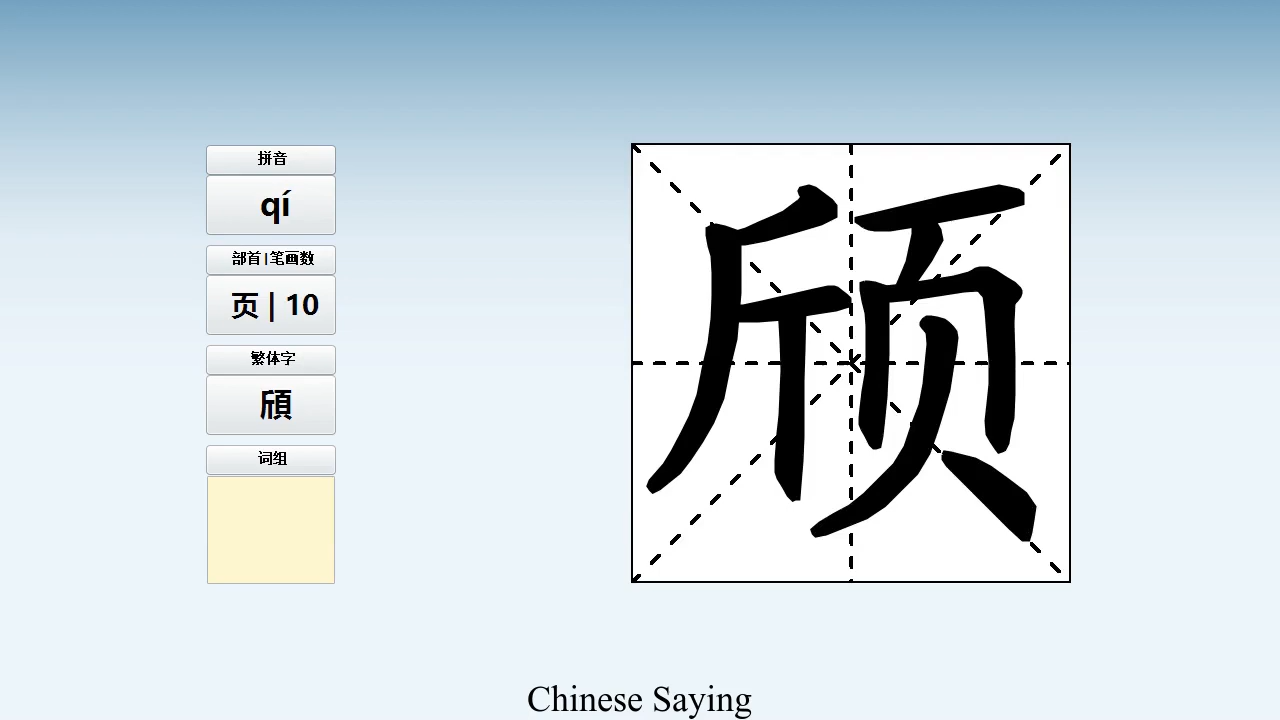 拼音
qí
部首|笔画数
页 | 10
繁体字
頎
词组
颀
Chinese Saying